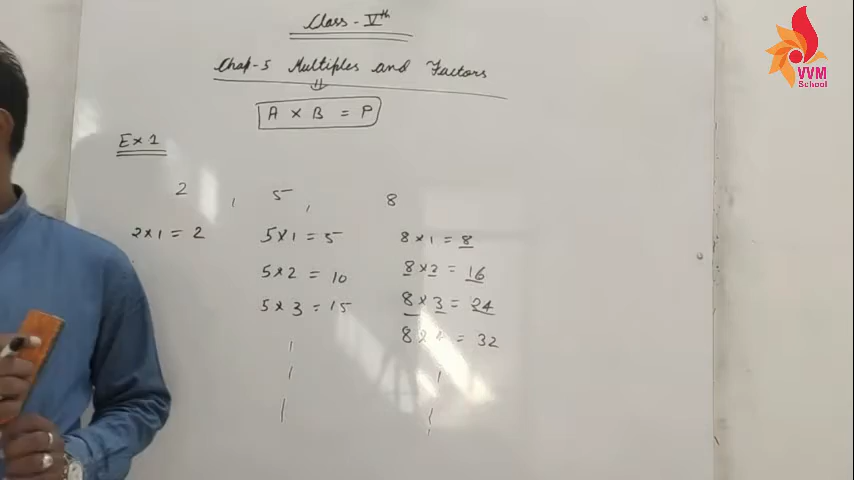 Class - Vth
Chap-5 Multiples and Factors
A × B = P
Ex 1
2 , 5 , 8
2×1 = 2 5×1 = 5 8×1 = 8
5×2 = 10 8×2 = 16
5×3 = 15 8×3 = 24
8×4 = 32
VVM
School